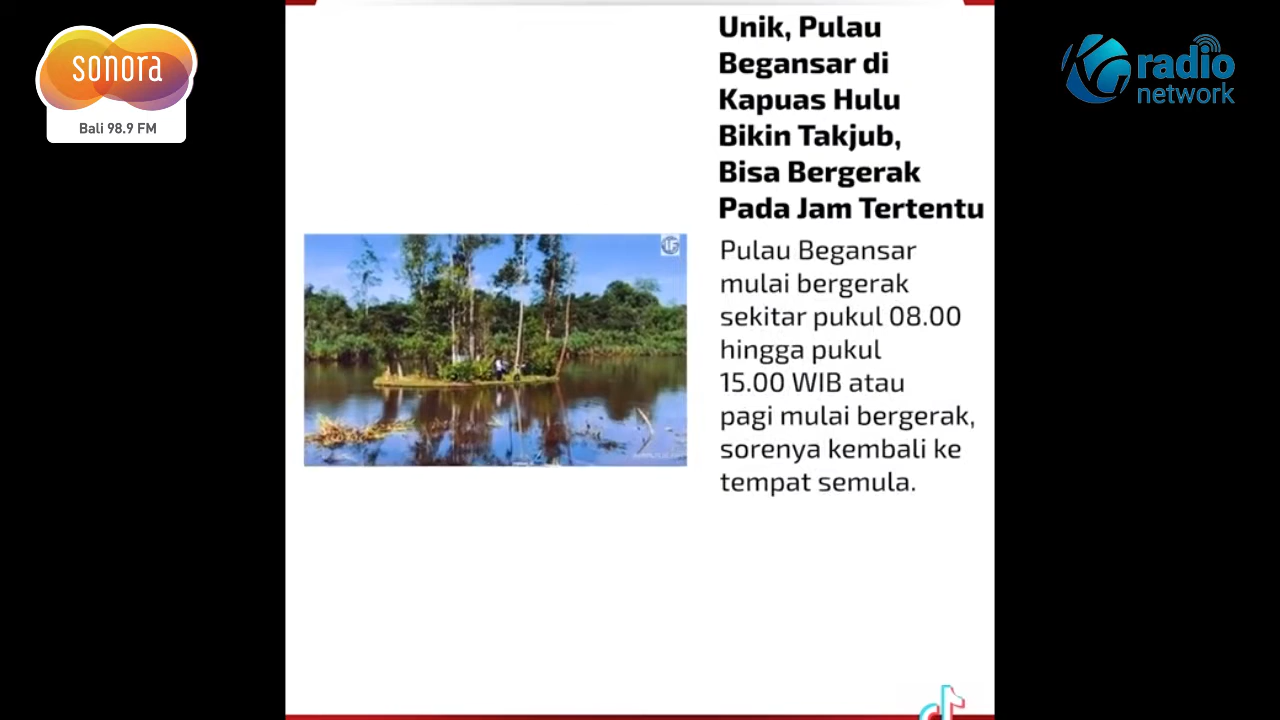 sonora
Bali 98.9 FM
KG radio
network
Unik, Pulau
Begansar di
Kapuas Hulu
Bikin Takjub,
Bisa Bergerak
Pada Jam Tertentu
Pulau Begansar
mulai bergerak
sekitar pukul 08.00
hingga pukul
15.00 WIB atau
pagi mulai bergerak,
sorenya kembali ke
tempat semula.